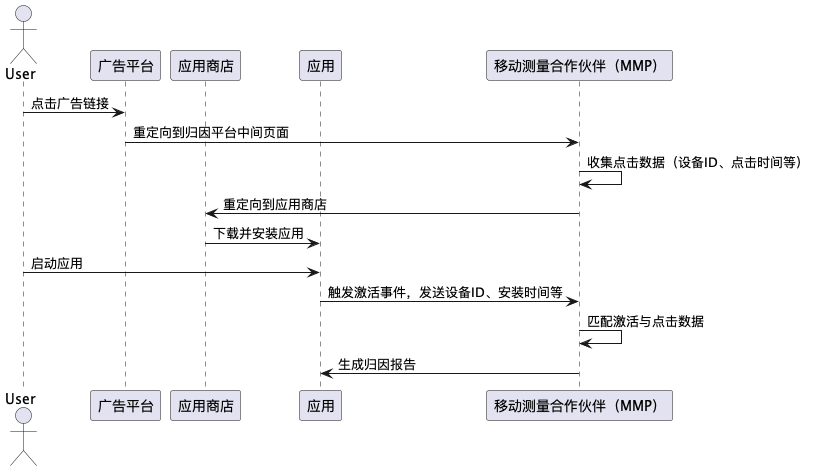 User
广告平台
应用商店
应用
移动测量合作伙伴（MMP）
点击广告链接
重定向到归因平台中间页面
收集点击数据（设备ID、点击时间等）
重定向到应用商店
下载并安装应用
启动应用
触发激活事件，发送设备ID、安装时间等
匹配激活与点击数据
生成归因报告
User
广告平台
应用商店
应用
移动测量合作伙伴（MMP）